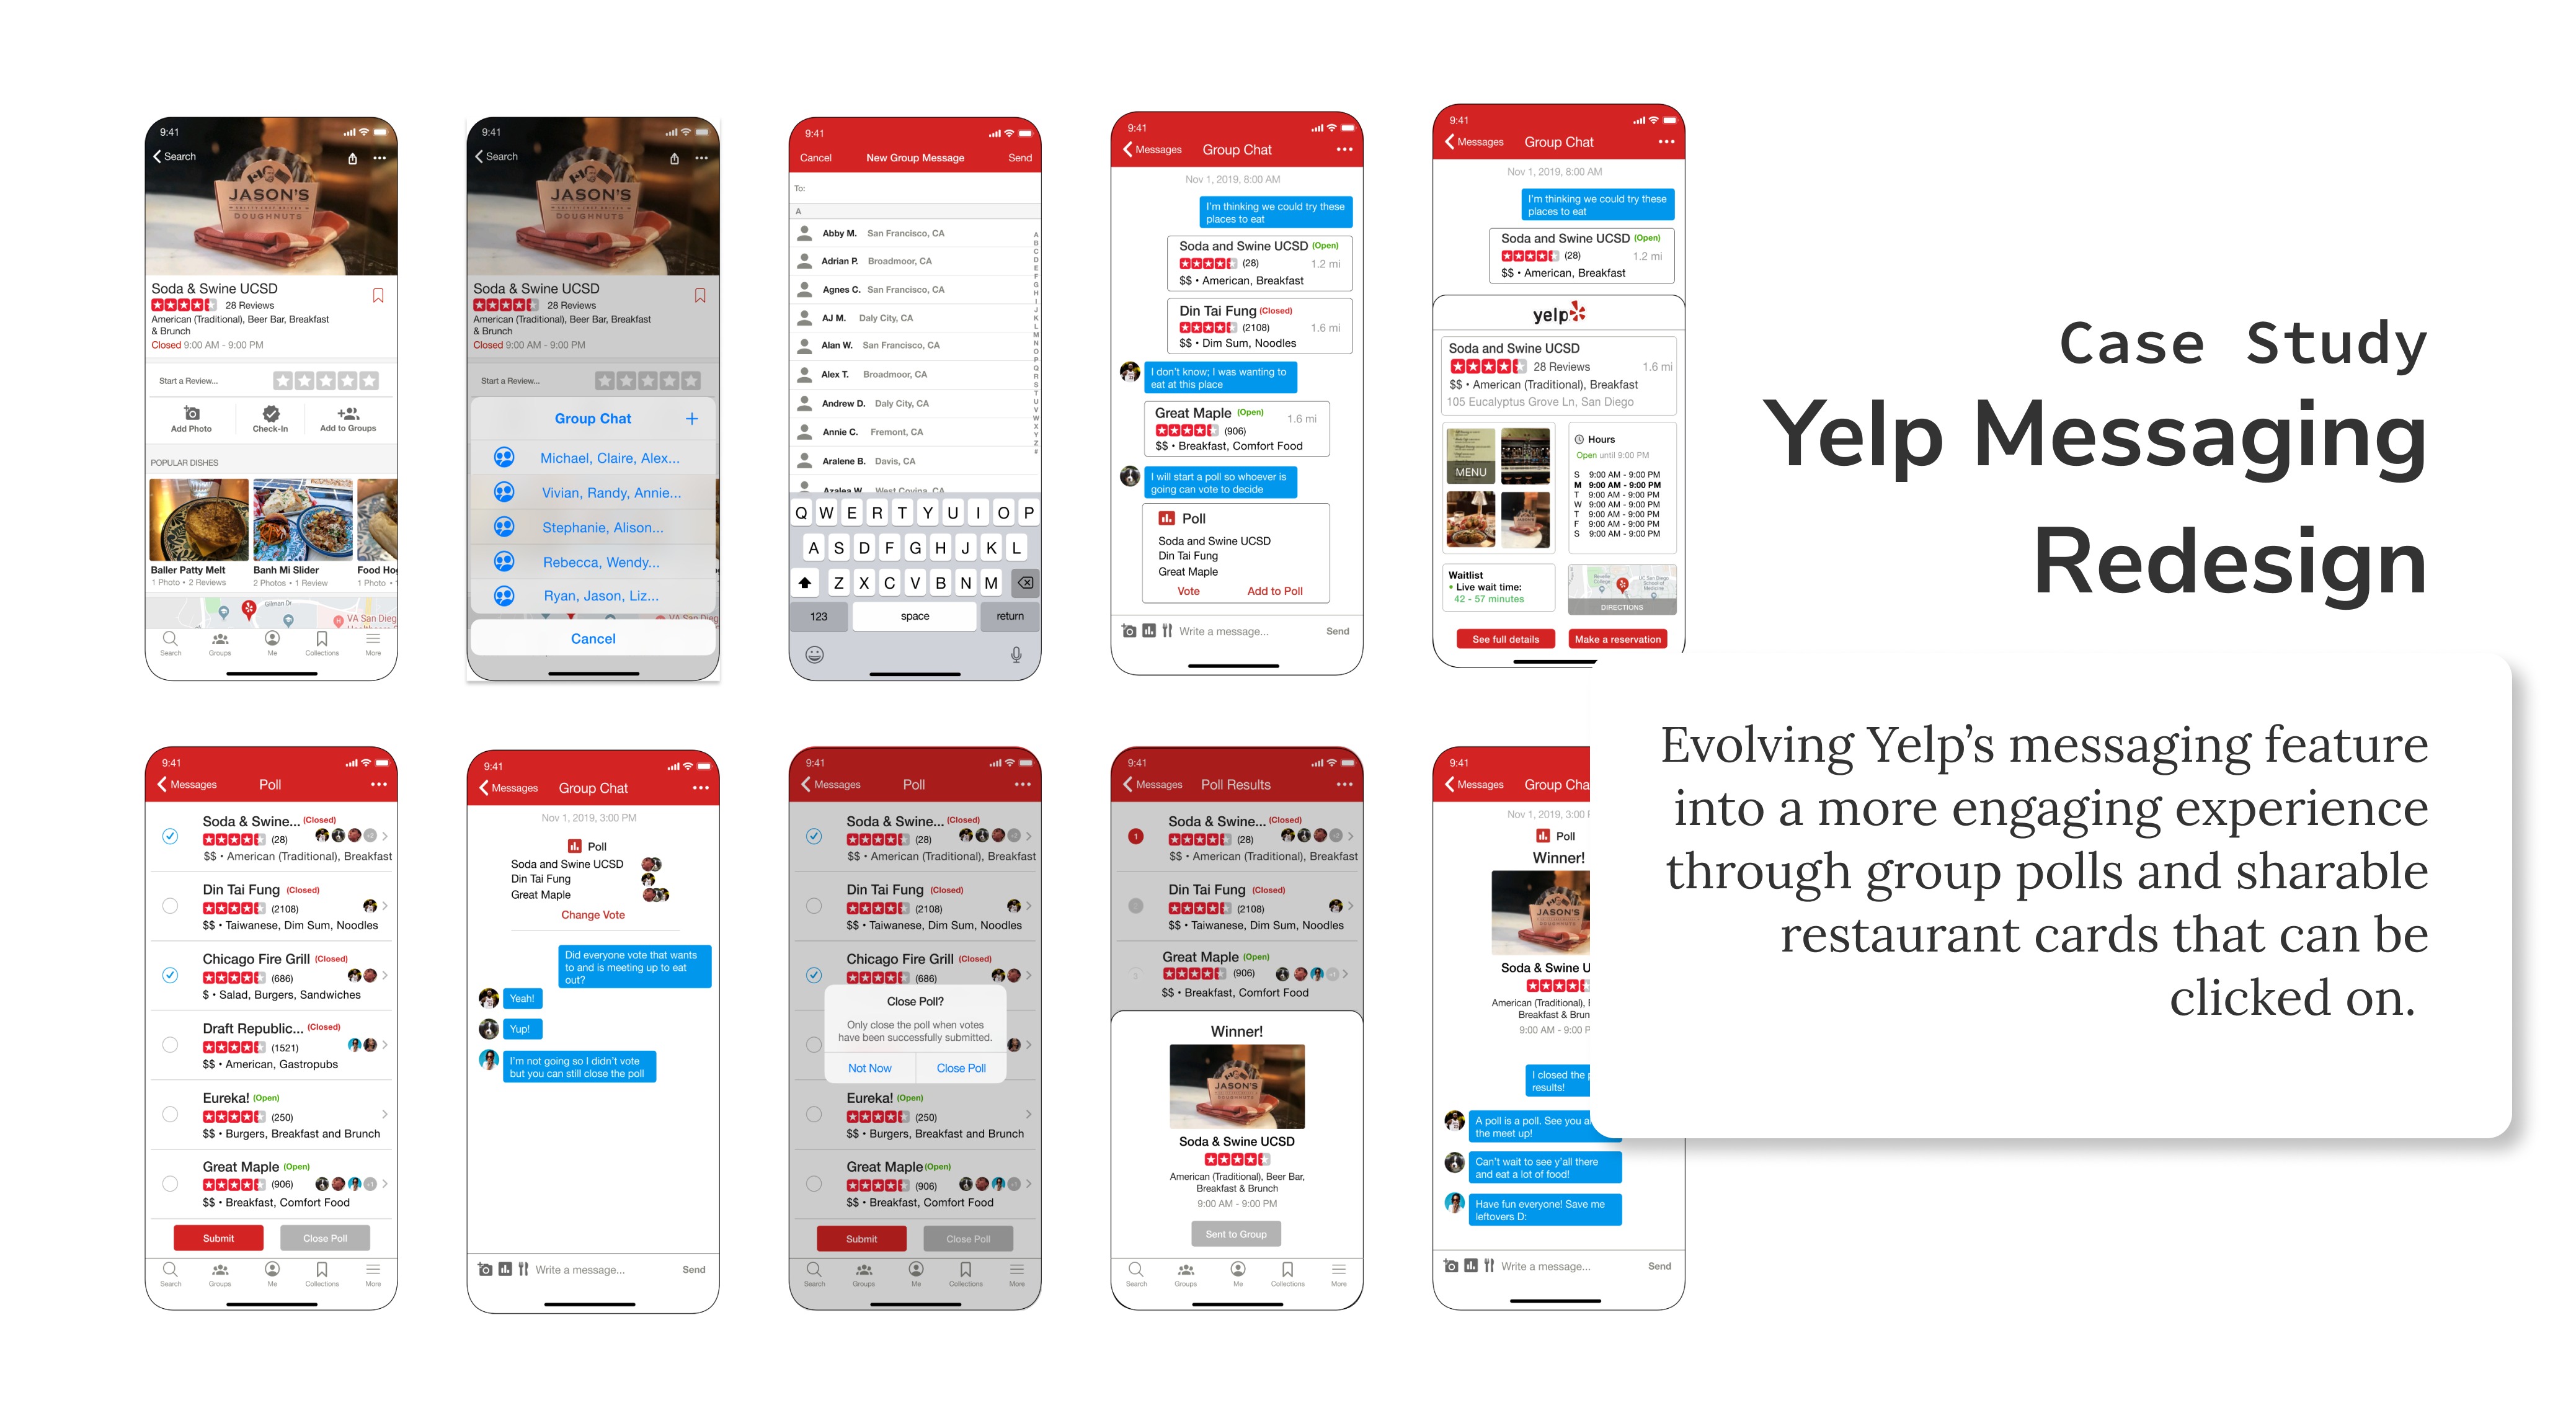 9:41
Search
JASON'S
DOUGHNUTS
Soda & Swine UCSD
28 Reviews
American (Traditional), Beer Bar, Breakfast
& Brunch
Closed 9:00 AM - 9:00 PM
Start a Review...
Add Photo
Check-In
Add to Groups
POPULAR DISHES
Baller Patty Melt
Banh Mi Slider
Food Ho
1 Photo • 2 Reviews
2 Photos • 1 Review
1 Photo •
Gilman Dr.
VA San Dieg
Search
Groups
Me
Collections
More
9:41
Search
JASON'S
DOUGHNUTS
Soda & Swine UCSD
28 Reviews
American (Traditional), Beer Bar, Breakfast
& Brunch
Closed 9:00 AM - 9:00 PM
Start a Review...
Group Chat +
Michael, Claire, Alex...
Vivian, Randy, Annie...
Stephanie, Alison...
Rebecca, Wendy...
Ryan, Jason, Liz...
VA San Dieg
Cancel
9:41
Cancel
New Group Message
Send
To:
A
Abby M. San Francisco, CA
Adrian P. Broadmoor, CA
Agnes C. San Francisco, CA
AJ M. Daly City, CA
Alan W. San Francisco, CA
Alex T. Broadmoor, CA
Andrew D. Daly City, CA
Annie C. Fremont, CA
Aralene B. Davis, CA
Azalea W. West Covina, CA
A
B
C
D
E
F
G
H
I
J
K
L
M
N
O
P
Q
R
S
T
U
V
W
X
Y
Z
#
Q W E R T Y U I O P
A S D F G H J K L
Z X C V B N M
123
space
return
9:41
Messages
Group Chat
Nov 1, 2019, 8:00 AM
I'm thinking we could try these
places to eat
Soda and Swine UCSD (Open)
(28)
1.2 mi
$$ • American, Breakfast
Din Tai Fung (Closed)
(2108)
1.6 mi
$$ • Dim Sum, Noodles
I don't know; I was wanting to
eat at this place
Great Maple (Open)
1.6 mi
(906)
$$ • Breakfast, Comfort Food
I will start a poll so whoever is
going can vote to decide
Poll
Soda and Swine UCSD
Din Tai Fung
Great Maple
Vote
Add to Poll
Write a message...
Send
9:41
Messages
Group Chat
Nov 1, 2019, 8:00 AM
I'm thinking we could try these
places to eat
Soda and Swine UCSD (Open)
(28)
1.2 mi
$$ • American, Breakfast
yelp
Soda and Swine UCSD
28 Reviews
1.6 mi
$$ • American (Traditional), Breakfast
105 Eucalyptus Grove Ln, San Diego
MENU
Hours
Open until 9:00 PM
S 9:00 AM - 9:00 PM
M 9:00 AM - 9:00 PM
T 9:00 AM - 9:00 PM
W 9:00 AM - 9:00 PM
T 9:00 AM - 9:00 PM
F 9:00 AM - 9:00 PM
S 9:00 AM - 9:00 PM
Waitlist
• Live wait time:
42 - 57 minutes
DIRECTIONS
See full details
Make a reservation
Case Study
Yelp Messaging
Redesign
Evolving Yelp's messaging feature
into a more engaging experience
through group polls and sharable
restaurant cards that can be
clicked on.
9:41
Messages
Poll
Soda & Swine... (Closed)
(28)
+2
$$ • American (Traditional), Breakfast
Din Tai Fung (Closed)
(2108)
$$ • Taiwanese, Dim Sum, Noodles
Chicago Fire Grill (Closed)
(686)
$ • Salad, Burgers, Sandwiches
Draft Republic... (Closed)
(1521)
$$ • American, Gastropubs
Eureka! (Open)
(250)
$$ • Burgers, Breakfast and Brunch
Great Maple (Open)
(906)
+1
$$ • Breakfast, Comfort Food
Submit
Close Poll
Search
Groups
Me
Collections
More
9:41
Messages
Group Chat
Nov 1, 2019, 3:00 PM
Poll
Soda and Swine UCSD
Din Tai Fung
Great Maple
Change Vote
Did everyone vote that wants
to and is meeting up to eat
out?
Yeah!
Yup!
I'm not going so I didn't vote
but you can still close the poll
Write a message...
Send
9:41
Messages
Poll
Soda & Swine... (Closed)
(28)
+2
$$ • American (Traditional), Breakfast
Din Tai Fung (Closed)
(2108)
$$ • Taiwanese, Dim Sum, Noodles
Chicago Fire Grill (Closed)
(686)
Close Poll?
Only close the poll when votes
have been successfully submitted.
Not Now
Close Poll
Eureka! (Open)
(250)
$$ • Burgers, Breakfast and Brunch
Great Maple (Open)
(906)
+1
$$ • Breakfast, Comfort Food
Submit
Close Poll
Search
Groups
Me
Collections
More
9:41
Messages
Poll Results
1
Soda & Swine... (Closed)
(28)
+2
$$ • American (Traditional), Breakfast
Din Tai Fung (Closed)
(2108)
$$ • Taiwanese, Dim Sum, Noodles
3
Great Maple (Open)
(906)
+1
$$ • Breakfast, Comfort Food
Winner!
JASON'S
DOUGHNUTS
Soda & Swine UCSD
American (Traditional), Beer Bar,
Breakfast & Brunch
9:00 AM - 9:00 PM
Sent to Group
Search
Groups
Me
Collections
More
9:41
Messages
Group Cha
Nov 1, 2019, 3:00
Poll
Winner!
JASON'S
DOUGHNUTS
Soda & Swine U
American (Traditional),
Breakfast & Brun
9:00 AM - 9:00 P
I closed the
results!
A poll is a poll. See you a
the meet up!
Can't wait to see y'all there
and eat a lot of food!
Have fun everyone! Save me
leftovers D:
Write a message...
Send